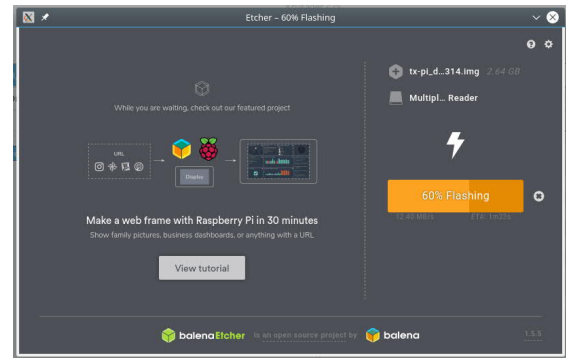 Etcher – 60% Flashing
While you are waiting, check out our featured project
URL
Display
Make a web frame with Raspberry Pi in 30 minutes
Show family pictures, business dashboards, or anything with a URL
View tutorial
tx-pi_d...314.img 2.64 GB
Multipl... Reader
60% Flashing
12.40 MB/s ETA: 1m23s
balenaEtcher is an open source project by balena
1.5.5